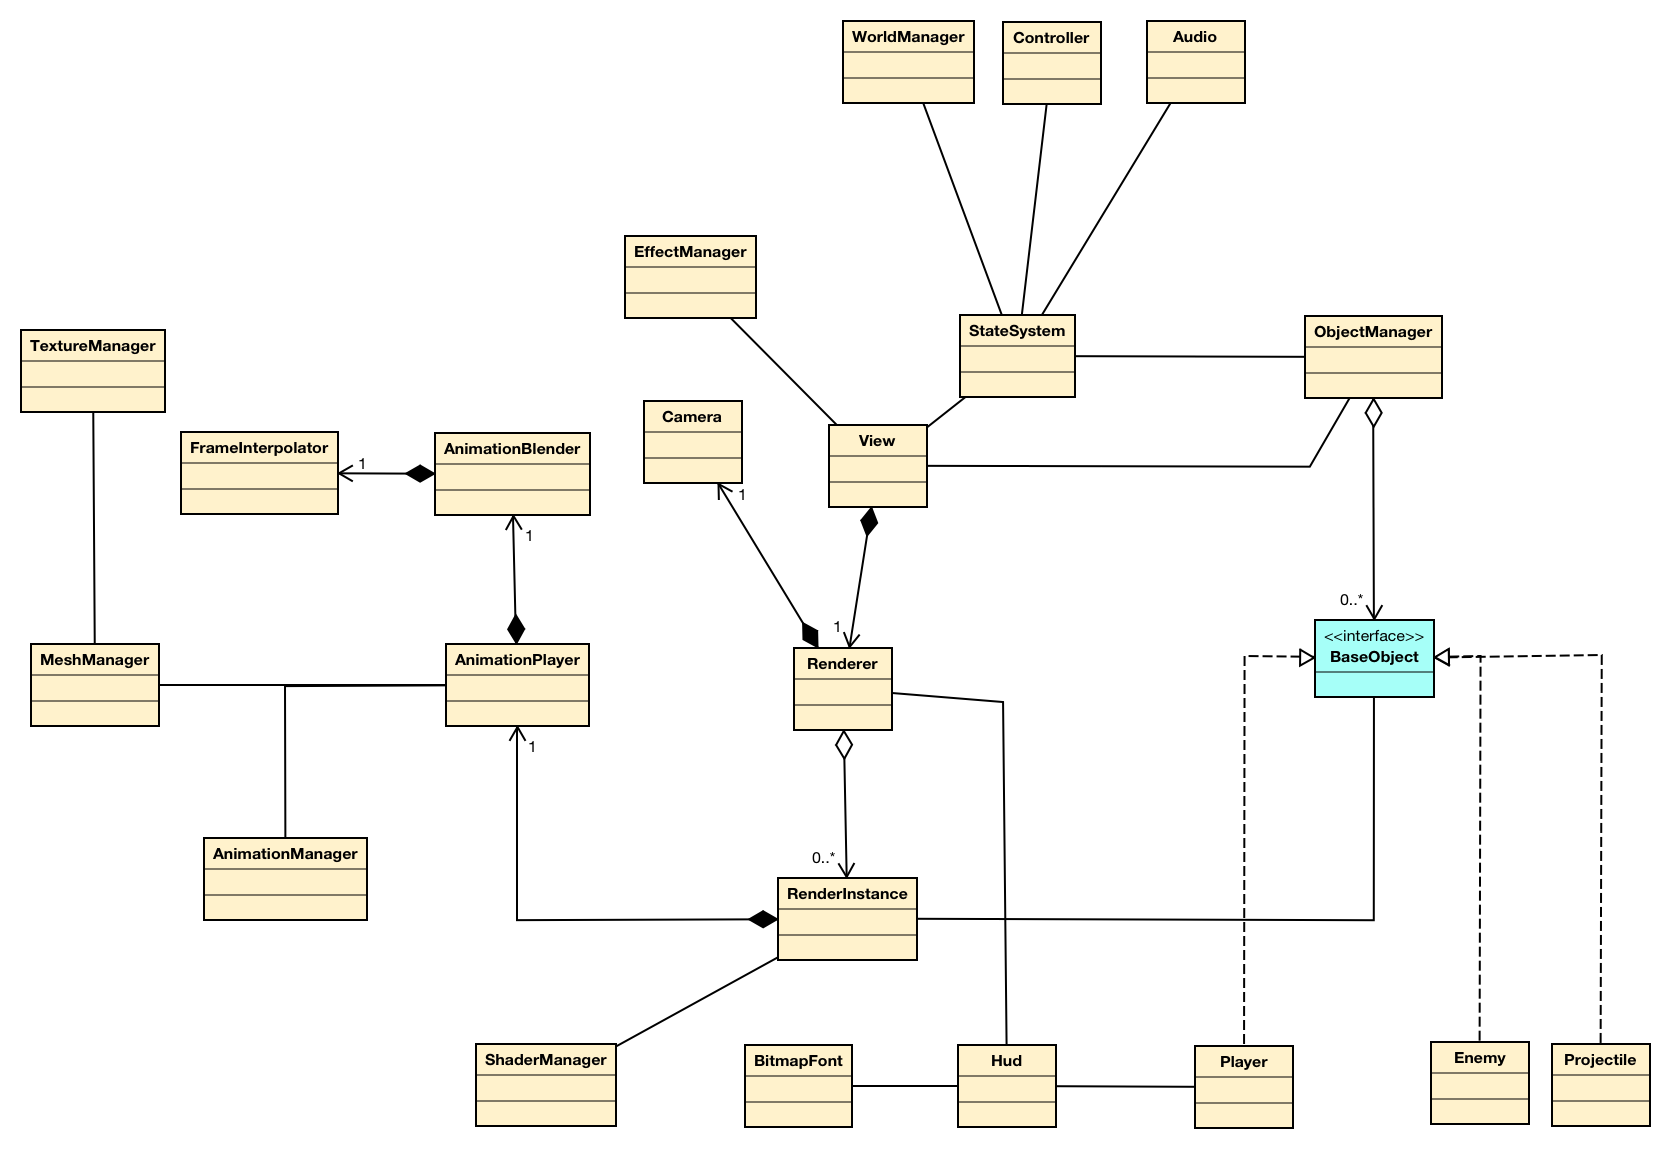 WorldManager
Controller
Audio
EffectManager
StateSystem
ObjectManager
TextureManager
Camera
View
FrameInterpolator
1
AnimationBlender
1
1
0..*
1
<<interface>>
BaseObject
MeshManager
AnimationPlayer
Renderer
1
AnimationManager
0..*
RenderInstance
ShaderManager
BitmapFont
Hud
Player
Enemy
Projectile